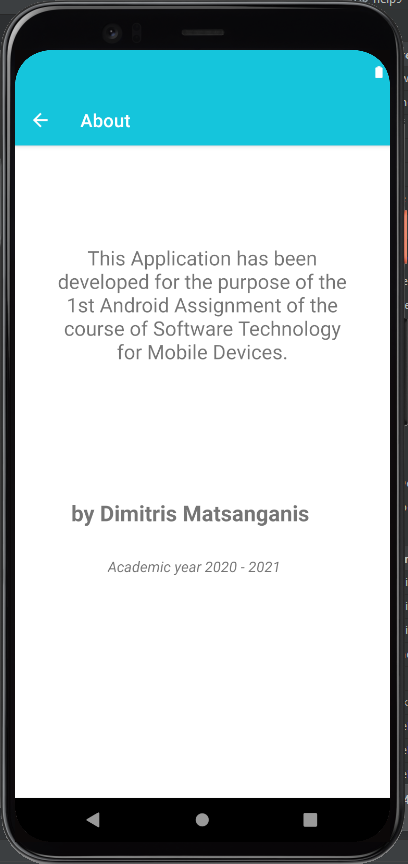 About
This Application has been
developed for the purpose of the
1st Android Assignment of the
course of Software Technology
for Mobile Devices.
by Dimitris Matsanganis
Academic year 2020 - 2021